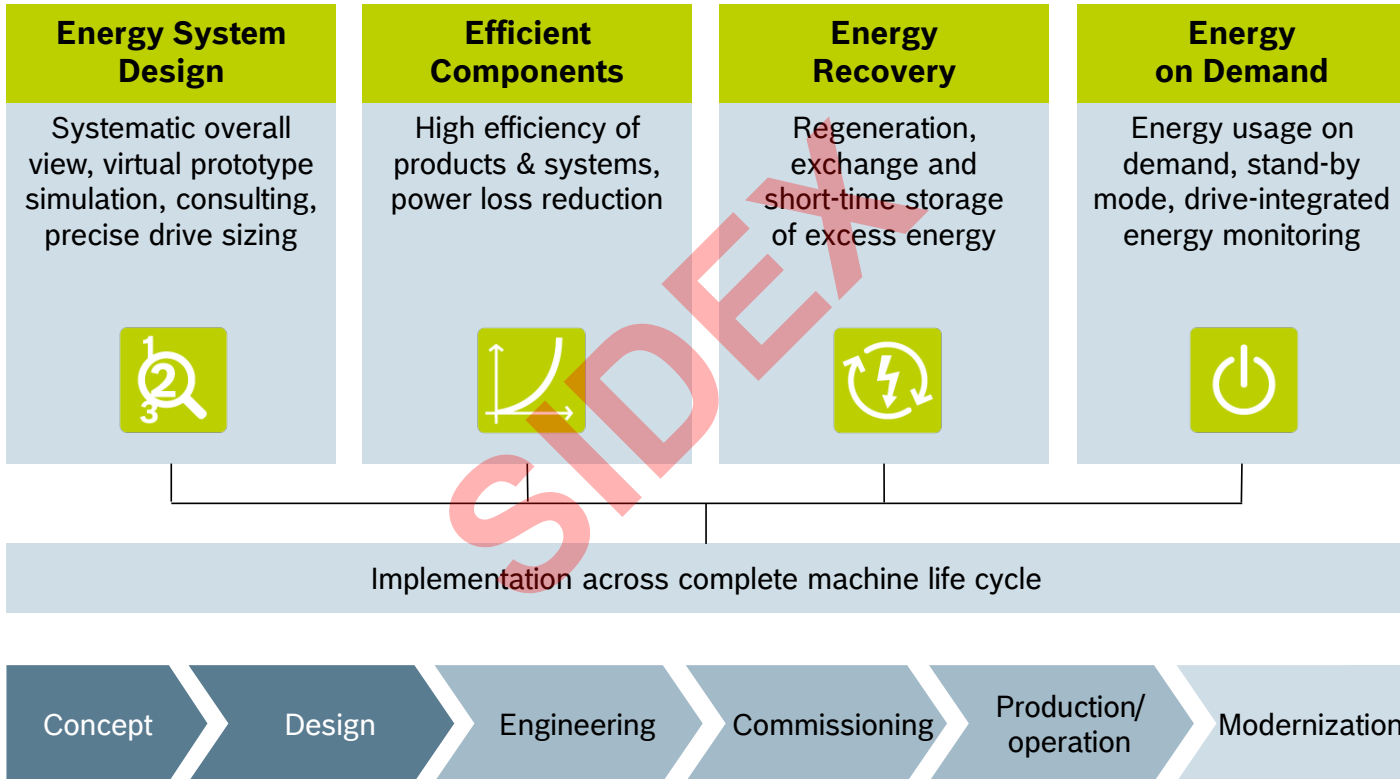 Energy System
Design
Systematic overall
view, virtual prototype
simulation, consulting,
precise drive sizing
1
2
3
Efficient
Components
High efficiency of
products & systems,
power loss reduction
Energy
Recovery
Regeneration,
exchange and
short-time storage
of excess energy
Energy
on Demand
Energy usage on
demand, stand-by
mode, drive-integrated
energy monitoring
SIDEX
Implementation across complete machine life cycle
Concept
Design
Engineering
Commissioning
Production/
operation
Modernization